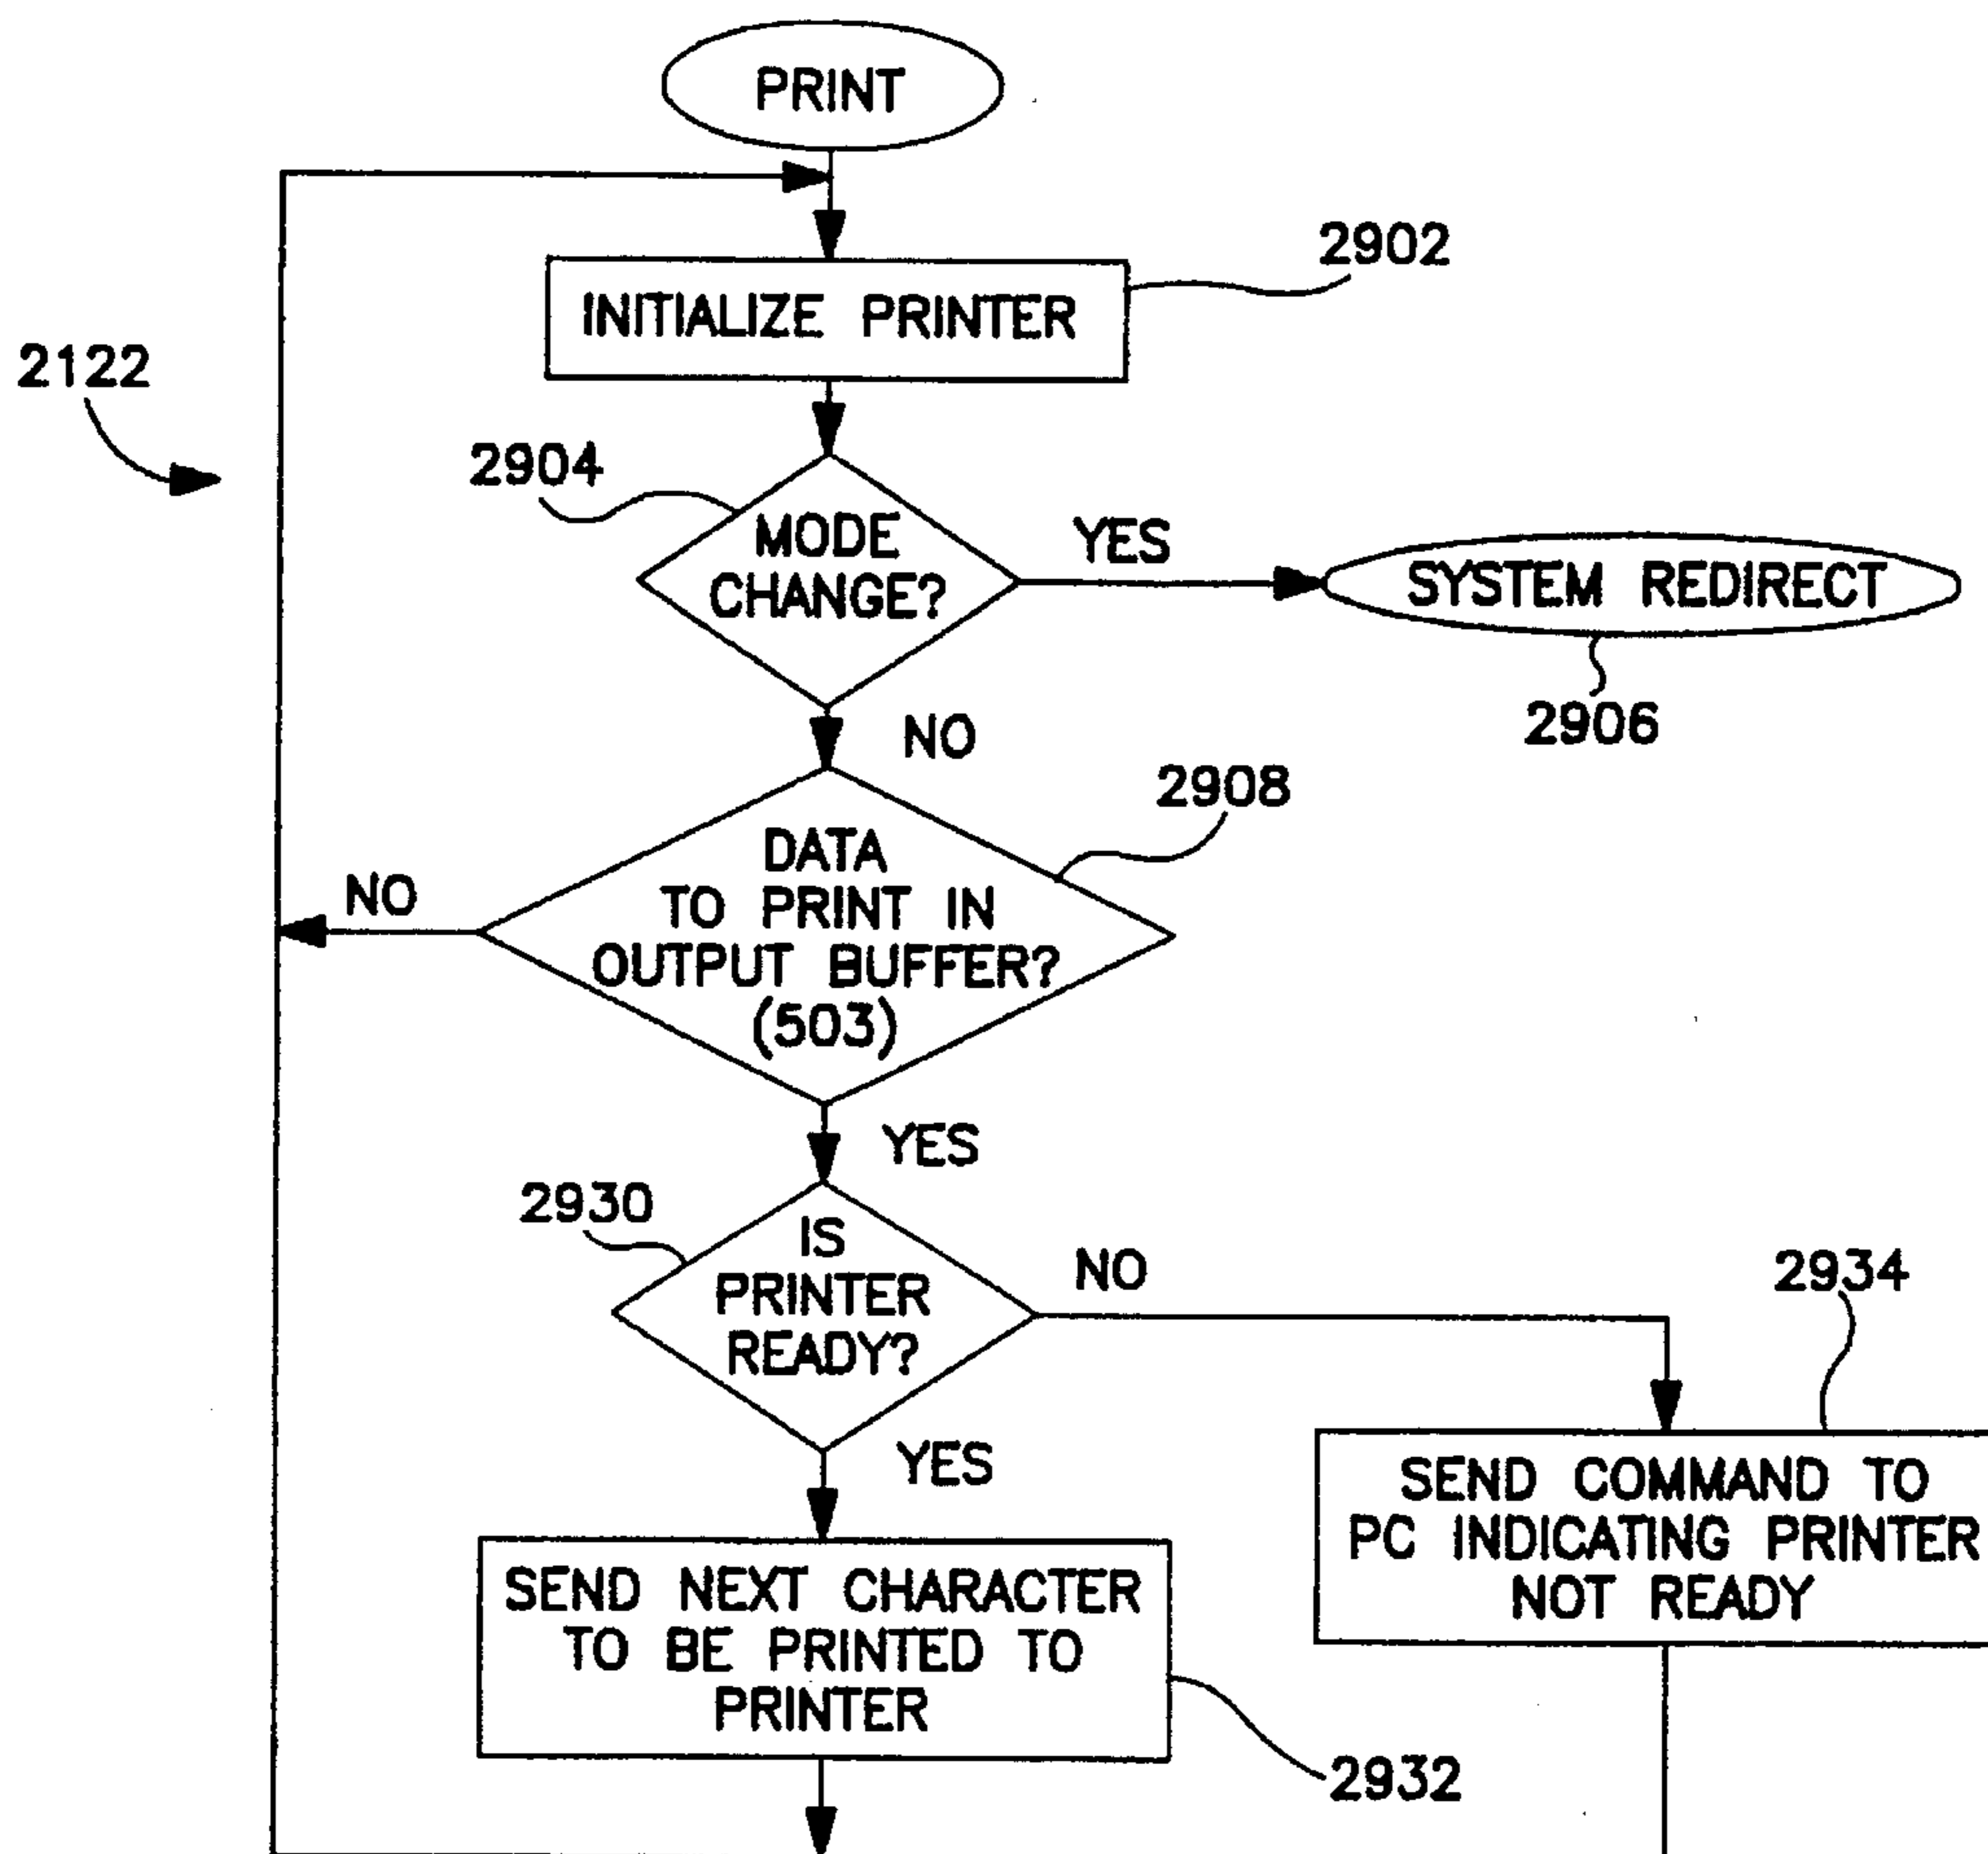 PRINT
2902
INITIALIZE PRINTER
2122
2904
MODE
CHANGE?
YES
SYSTEM REDIRECT
2906
NO
2908
DATA
TO PRINT IN
OUTPUT BUFFER?
(503)
NO
YES
2930
IS
PRINTER
READY?
NO
2934
YES
SEND COMMAND TO
PC INDICATING PRINTER
NOT READY
SEND NEXT CHARACTER
TO BE PRINTED TO
PRINTER
2932